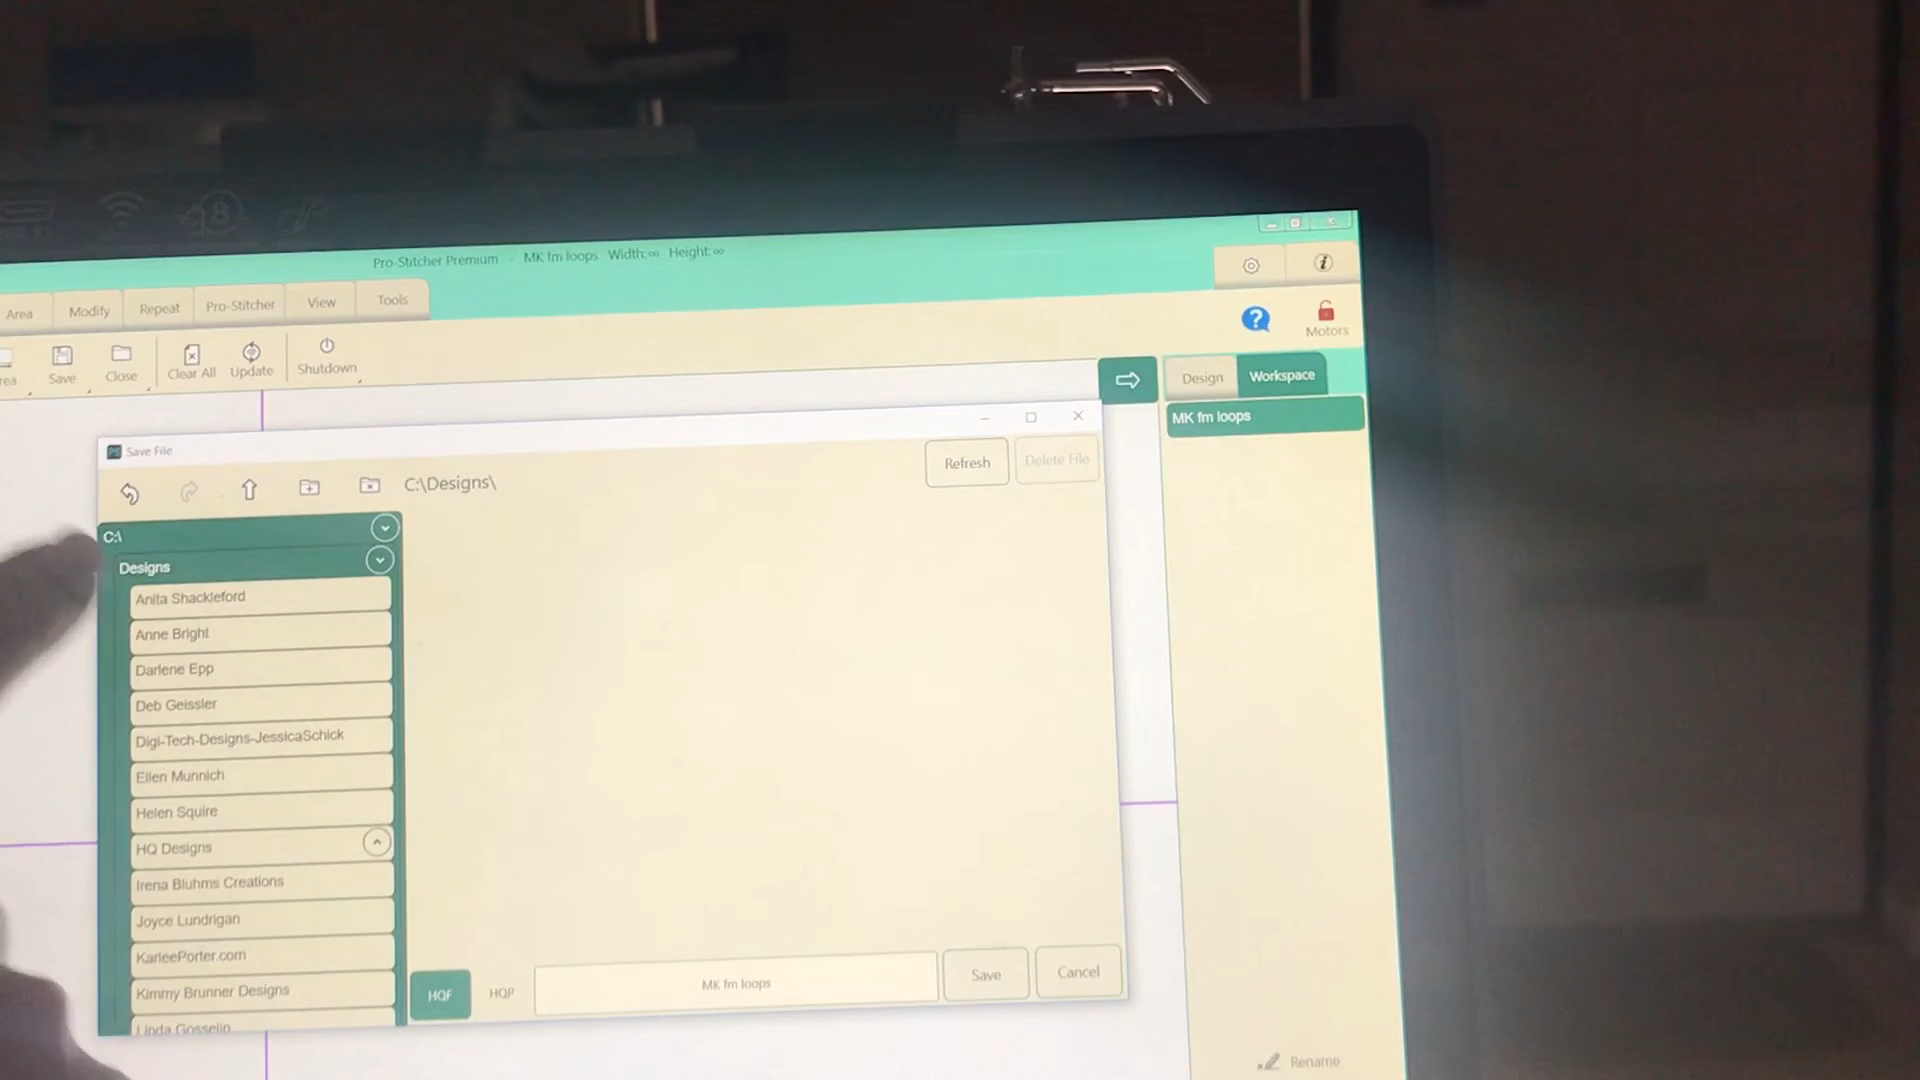 Pro-Stitcher Premium - MK fm loops Width:∞ Height:∞
Area Modify Repeat Pro-Stitcher View Tools
Save Close Clear All Update Shutdown
Motors
Design Workspace
MK fm loops
Save File
C:\Designs\
Refresh Delete File
C:\
Designs
Anita Shackleford
Anne Bright
Darlene Epp
Deb Geissler
Digi-Tech-Designs-JessicaSchick
Ellen Munnich
Helen Squire
HQ Designs
Irena Bluhms Creations
Joyce Lundrigan
KarleePorter.com
Kimmy Brunner Designs
Linda Gosselin
HQF HQP MK fm loops Save Cancel
Rename